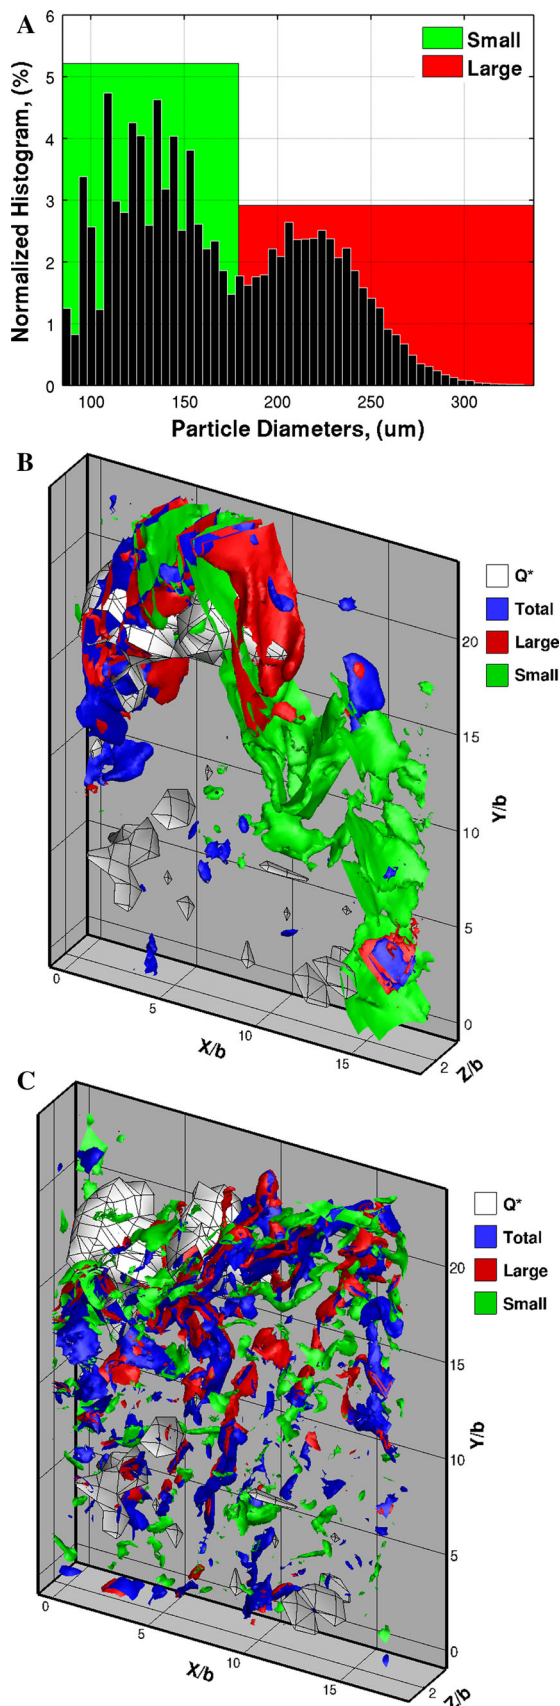 A
Normalized Histogram, (%)
6
5
4
3
2
1
0
Small
Large
100
150
200
250
300
Particle Diameters, (um)
B
Q*
Total
Large
Small
20
15
10
5
0
Y/b
0
5
10
15
X/b
2
Z/b
C
Q*
Total
Large
Small
20
15
10
5
0
Y/b
0
5
10
15
X/b
2
Z/b